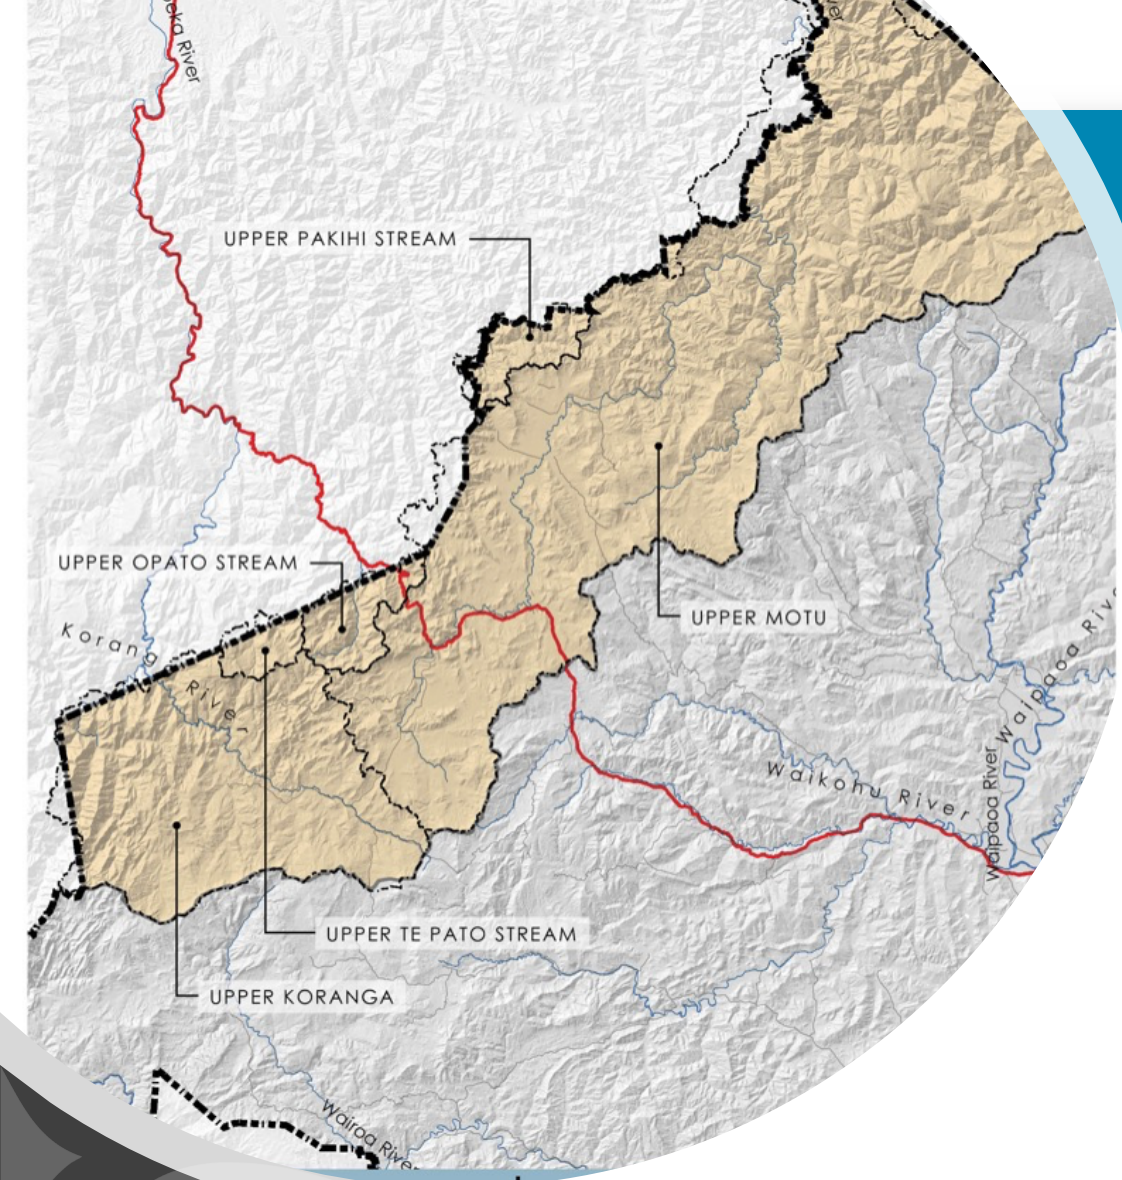 River
UPPER PAKIHI STREAM
UPPER OPATO STREAM
UPPER MOTU
Korang
River
Waipaoa
Waikohu River
Waipaoa River
UPPER TE PATO STREAM
UPPER KORANGA
Wairoa River